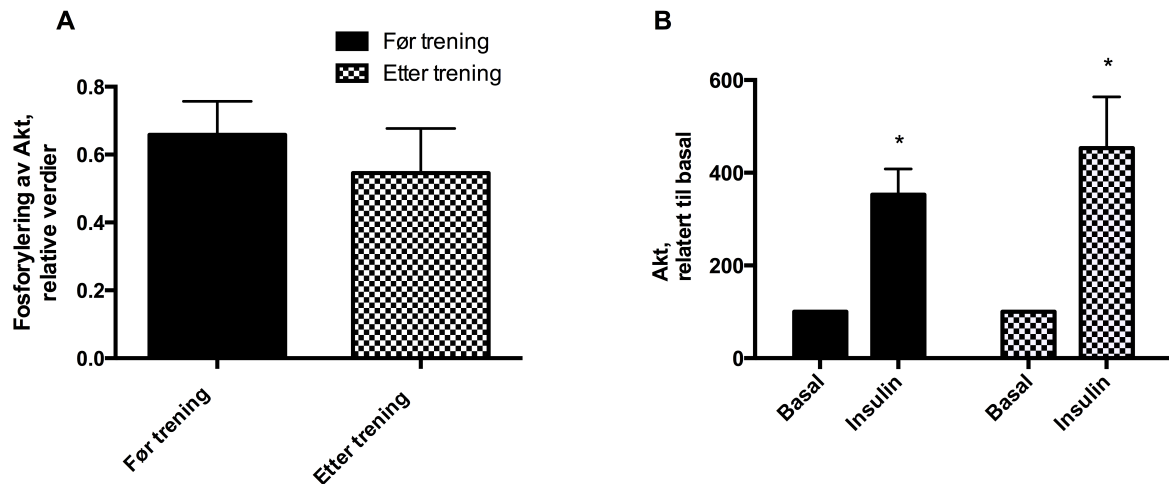 A
Før trening
Etter trening
Fosforylering av Akt,
relative verdier
0.8
0.6
0.4
0.2
0.0
Før trening
Etter trening
B
Akt,
relatert til basal
600
400
200
0
*
*
Basal
Insulin
Basal
Insulin